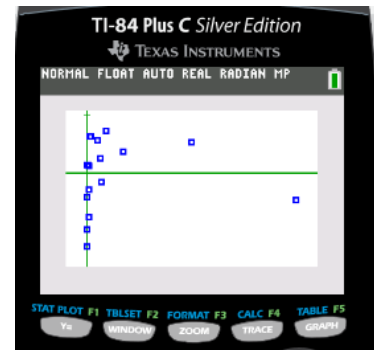 TI-84 Plus C Silver Edition
TEXAS INSTRUMENTS
NORMAL FLOAT AUTO REAL RADIAN MP
STAT PLOT F1 TBLSET F2 FORMAT F3 CALC F4 TABLE F5
Y= WINDOW ZOOM TRACE GRAPH